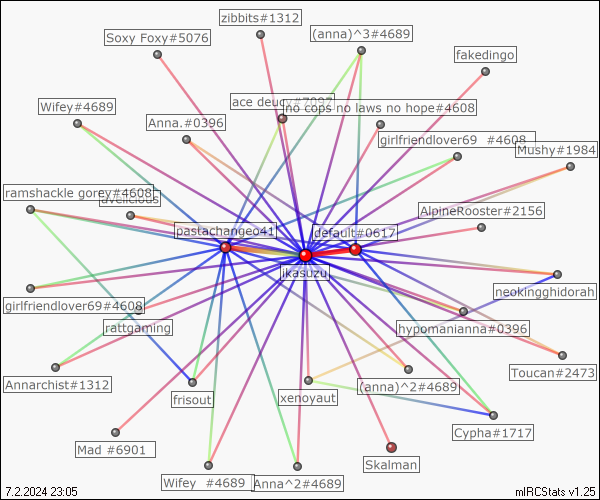 zibbits#1312
Soxy Foxy#5076
(anna)^3#4689
fakedingo
ace deucy#7097
no cops no laws no hope#4608
Wifey#4689
Anna.#0396
girlfriendlover69 #4608
Mushy#1984
ramshackle gorey#4608
AlpineRooster#2156
pastachangeo41
default#0617
ikasuzu
neokingghidorah
girlfriendlover69#4608
rattgaming
hypomanianna#0396
Toucan#2473
Annarchist#1312
frisout
xenoyaut
(anna)^2#4689
Cypha#1717
Mad #6901
Skalman
Wifey #4689
Anna^2#4689
7.2.2024 23:05
mIRCStats v1.25